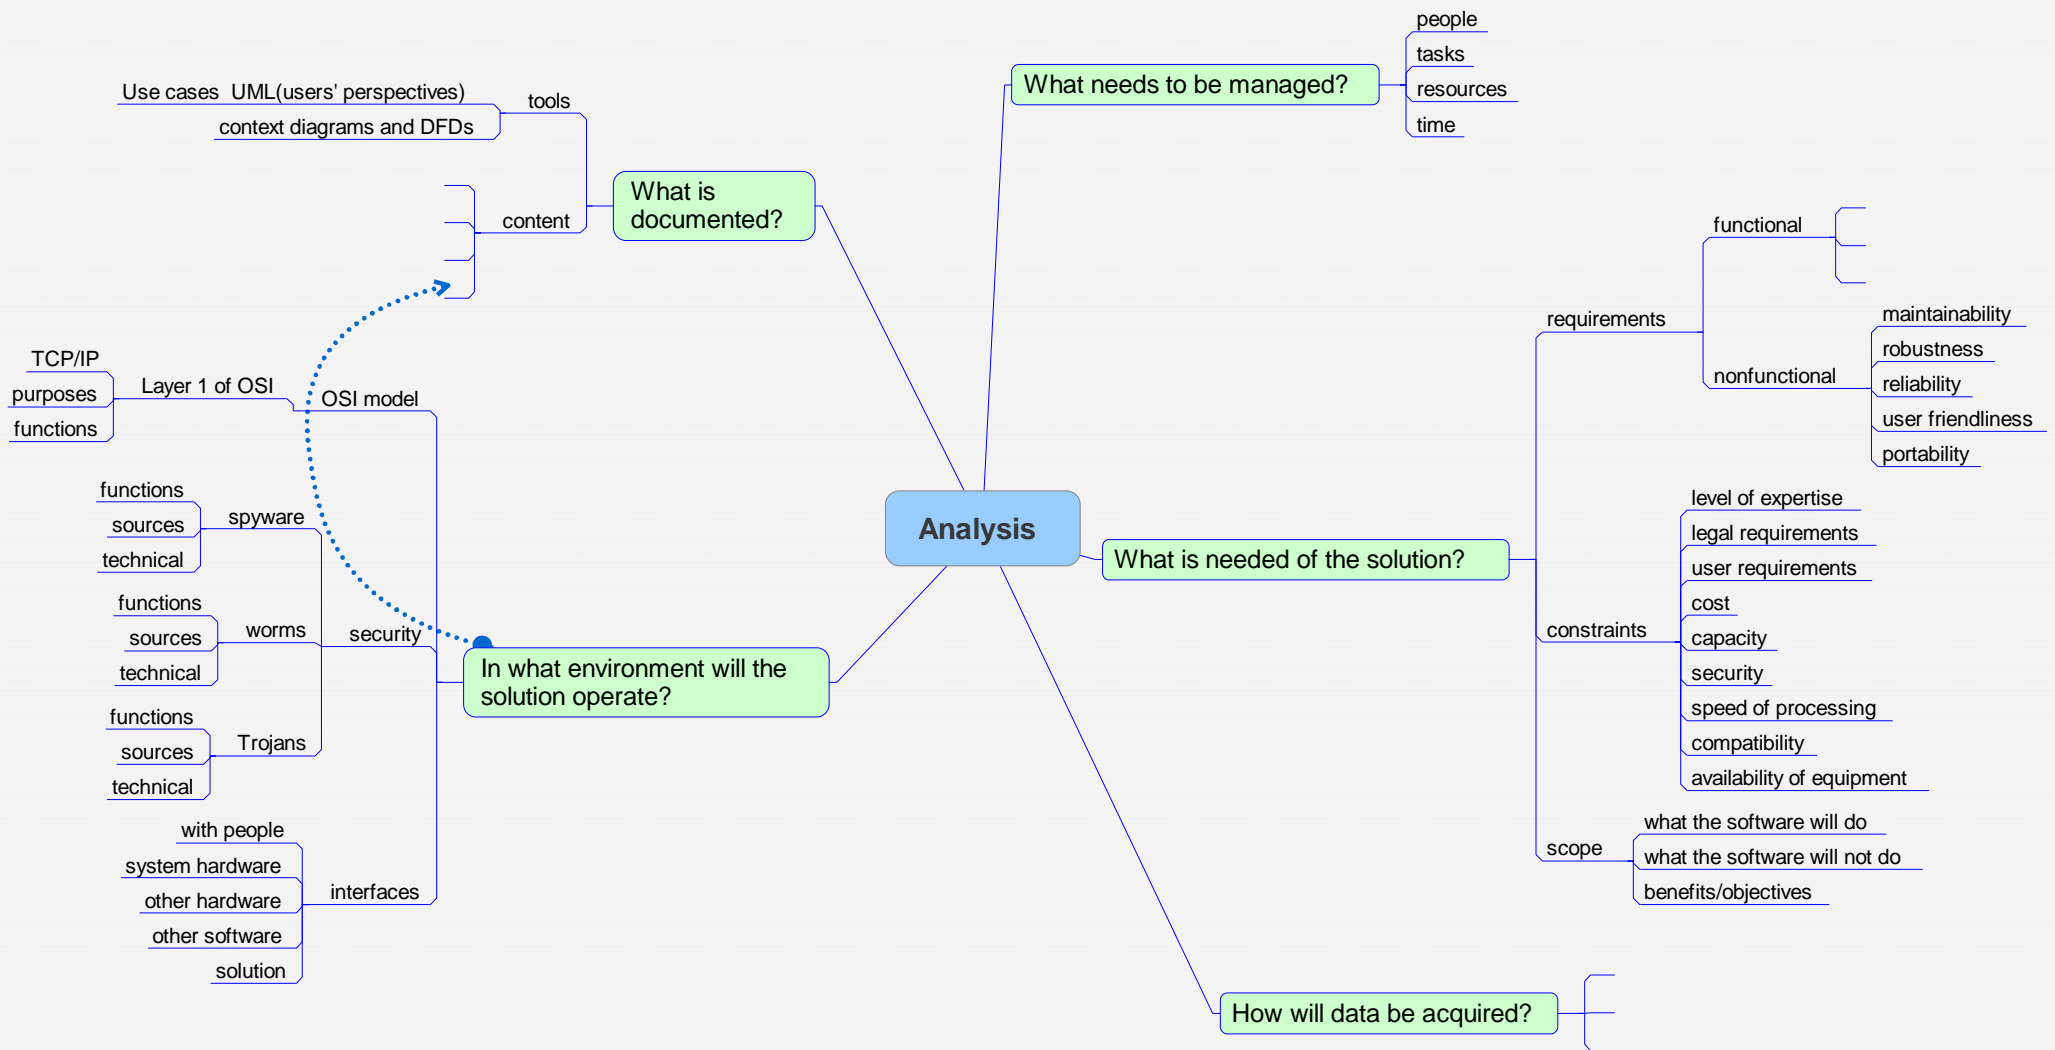 Analysis
What needs to be managed?
people
tasks
resources
time
What is needed of the solution?
requirements
functional
nonfunctional
maintainability
robustness
reliability
user friendliness
portability
constraints
level of expertise
legal requirements
user requirements
cost
capacity
security
speed of processing
compatibility
availability of equipment
scope
what the software will do
what the software will not do
benefits/objectives
How will data be acquired?
What is
documented?
tools
Use cases  UML(users' perspectives)
context diagrams and DFDs
content
In what environment will the
solution operate?
OSI model
Layer 1 of OSI
TCP/IP
purposes
functions
security
spyware
functions
sources
technical
worms
functions
sources
technical
Trojans
functions
sources
technical
interfaces
with people
system hardware
other hardware
other software
solution